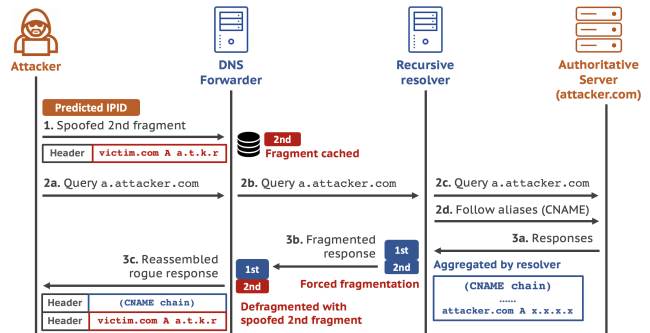 Attacker
DNS
Forwarder
Recursive
resolver
Authoritative
Server
(attacker.com)
Predicted IPID
1. Spoofed 2nd fragment
Header victim.com A a.t.k.r
2nd
Fragment cached
2a. Query a.attacker.com
2b. Query a.attacker.com
2c. Query a.attacker.com
2d. Follow aliases (CNAME)
3a. Responses
3b. Fragmented
response
1st
2nd
Forced fragmentation
Aggregated by resolver
(CNAME chain)
......
attacker.com A x.x.x.x
3c. Reassembled
rogue response
1st
2nd
Defragmented with
spoofed 2nd fragment
Header (CNAME chain)
Header victim.com A a.t.k.r